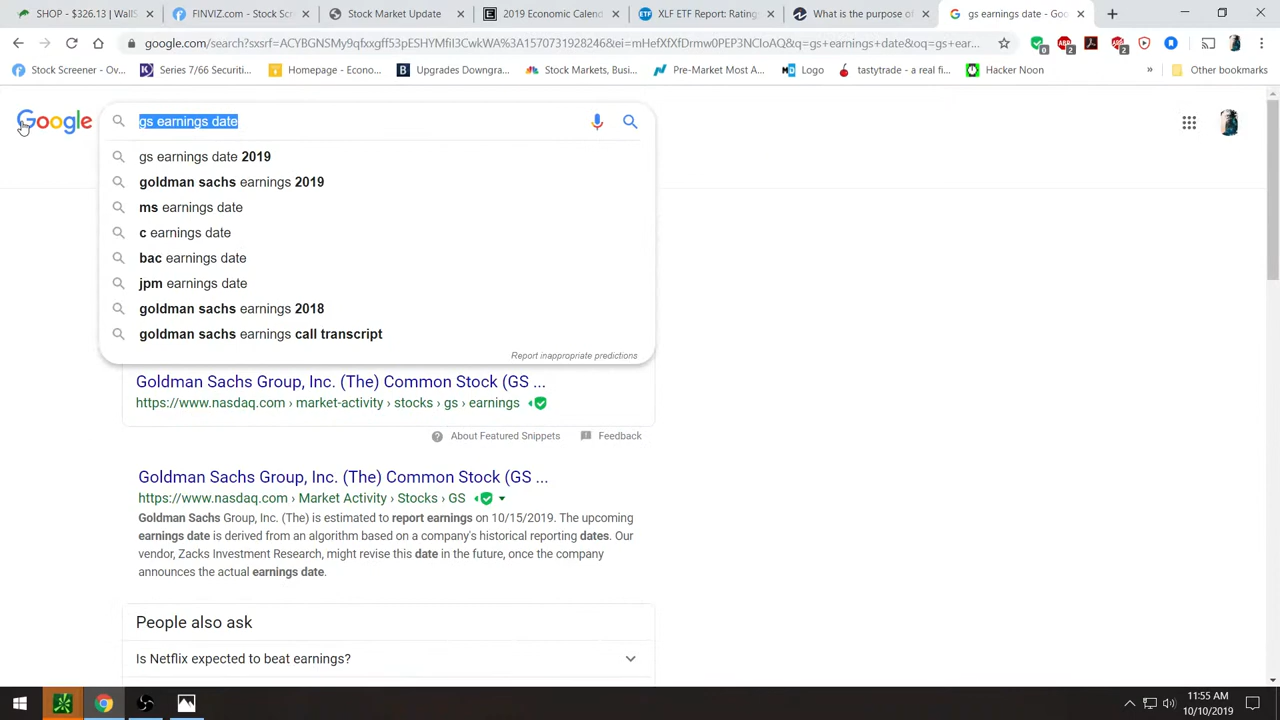 SHOP - $326.13 | WallS
FINVIZ.com - Stock Scre
Stock Market Update
2019 Economic Calend
XLF ETF Report: Rating
What is the purpose of
gs earnings date - Goo
google.com/search?sxsrf=
q=gs+earnings+date&oq=gs+ear...
Stock Screener - Ov...
Series 7/66 Securiti...
Homepage - Econo...
Upgrades Downgra...
Stock Markets, Busi...
Pre-Market Most A...
Logo
tastytrade - a real fi...
Hacker Noon
»
Other bookmarks
Google
gs earnings date
gs earnings date 2019
goldman sachs earnings 2019
ms earnings date
c earnings date
bac earnings date
jpm earnings date
goldman sachs earnings 2018
goldman sachs earnings call transcript
Report inappropriate predictions
Goldman Sachs Group, Inc. (The) Common Stock (GS ...
https://www.nasdaq.com › market-activity › stocks › gs › earnings
About Featured Snippets
Feedback
Goldman Sachs Group, Inc. (The) Common Stock (GS ...
https://www.nasdaq.com › Market Activity › Stocks › GS
Goldman Sachs Group, Inc. (The) is estimated to report earnings on 10/15/2019. The upcoming
earnings date is derived from an algorithm based on a company's historical reporting dates. Our
vendor, Zacks Investment Research, might revise this date in the future, once the company
announces the actual earnings date.
People also ask
Is Netflix expected to beat earnings?
11:55 AM
10/10/2019